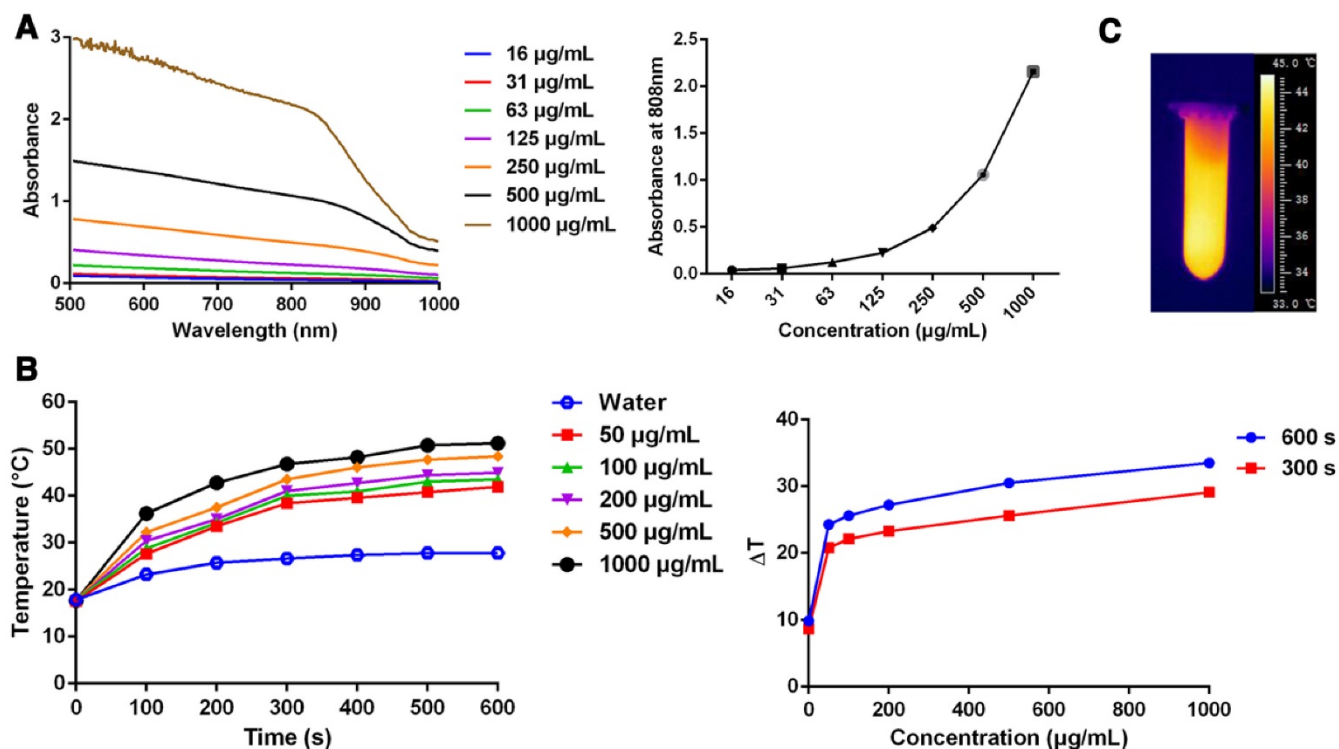 A
Absorbance
3
2
1
0
500 600 700 800 900 1000
Wavelength (nm)
16 µg/mL
31 µg/mL
63 µg/mL
125 µg/mL
250 µg/mL
500 µg/mL
1000 µg/mL
Absorbance at 808nm
2.5
2.0
1.5
1.0
0.5
0.0
16 31 63 125 250 500 1000
Concentration (µg/mL)
C
45.0 °C
44
42
40
38
36
34
33.0 °C
B
Temperature (°C)
60
50
40
30
20
10
0
0 100 200 300 400 500 600
Time (s)
Water
50 µg/mL
100 µg/mL
200 µg/mL
500 µg/mL
1000 µg/mL
ΔT
40
30
20
10
0
0 200 400 600 800 1000
Concentration (µg/mL)
600 s
300 s